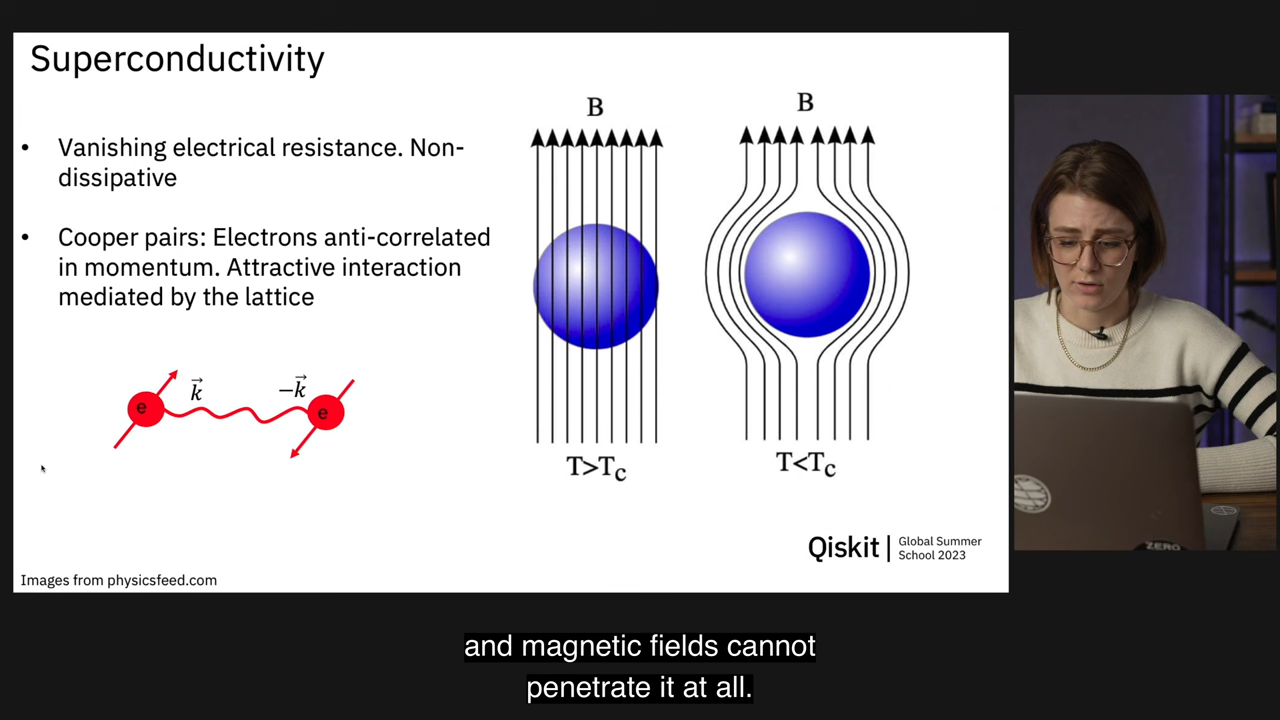 Superconductivity
• Vanishing electrical resistance. Non-
dissipative
• Cooper pairs: Electrons anti-correlated
in momentum. Attractive interaction
mediated by the lattice
e
k⃗
−k⃗
e
B
T>Tc
B
T<Tc
Qiskit | Global Summer
School 2023
Images from physicsfeed.com
ZERO
and magnetic fields cannot
penetrate it at all.